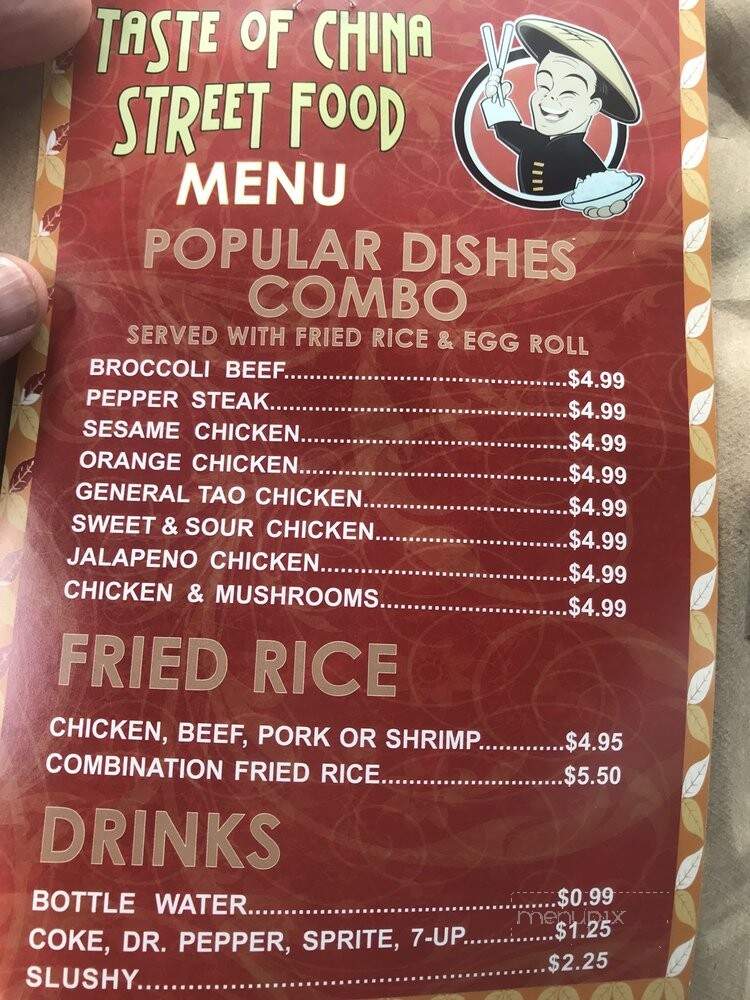 TASTE OF CHINA
STREET FOOD
MENU
POPULAR DISHES
COMBO
SERVED WITH FRIED RICE & EGG ROLL
BROCCOLI BEEF.......................................$4.99
PEPPER STEAK.........................................$4.99
SESAME CHICKEN....................................$4.99
ORANGE CHICKEN....................................$4.99
GENERAL TAO CHICKEN...........................$4.99
SWEET & SOUR CHICKEN.........................$4.99
JALAPENO CHICKEN.................................$4.99
CHICKEN & MUSHROOMS.........................$4.99
FRIED RICE
CHICKEN, BEEF, PORK OR SHRIMP............$4.95
COMBINATION FRIED RICE.........................$5.50
DRINKS
BOTTLE WATER..........................................$0.99
menupix
COKE, DR. PEPPER, SPRITE, 7-UP.............$1.25
SLUSHY.......................................................$2.25